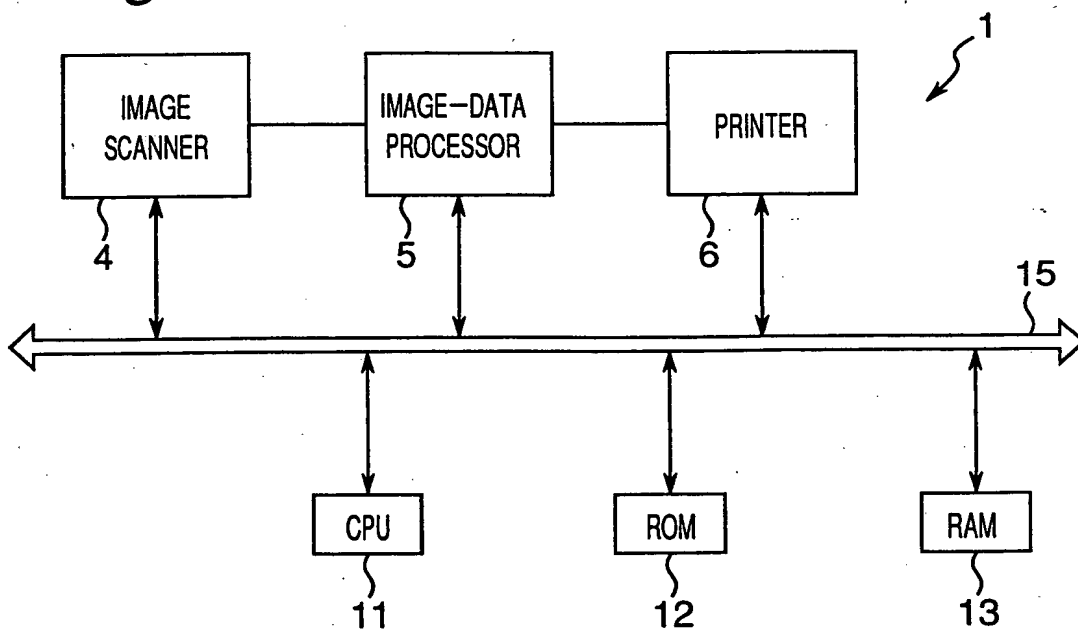 1
IMAGE
SCANNER
IMAGE-DATA
PROCESSOR
PRINTER
4
5
6
15
CPU
ROM
RAM
11
12
13